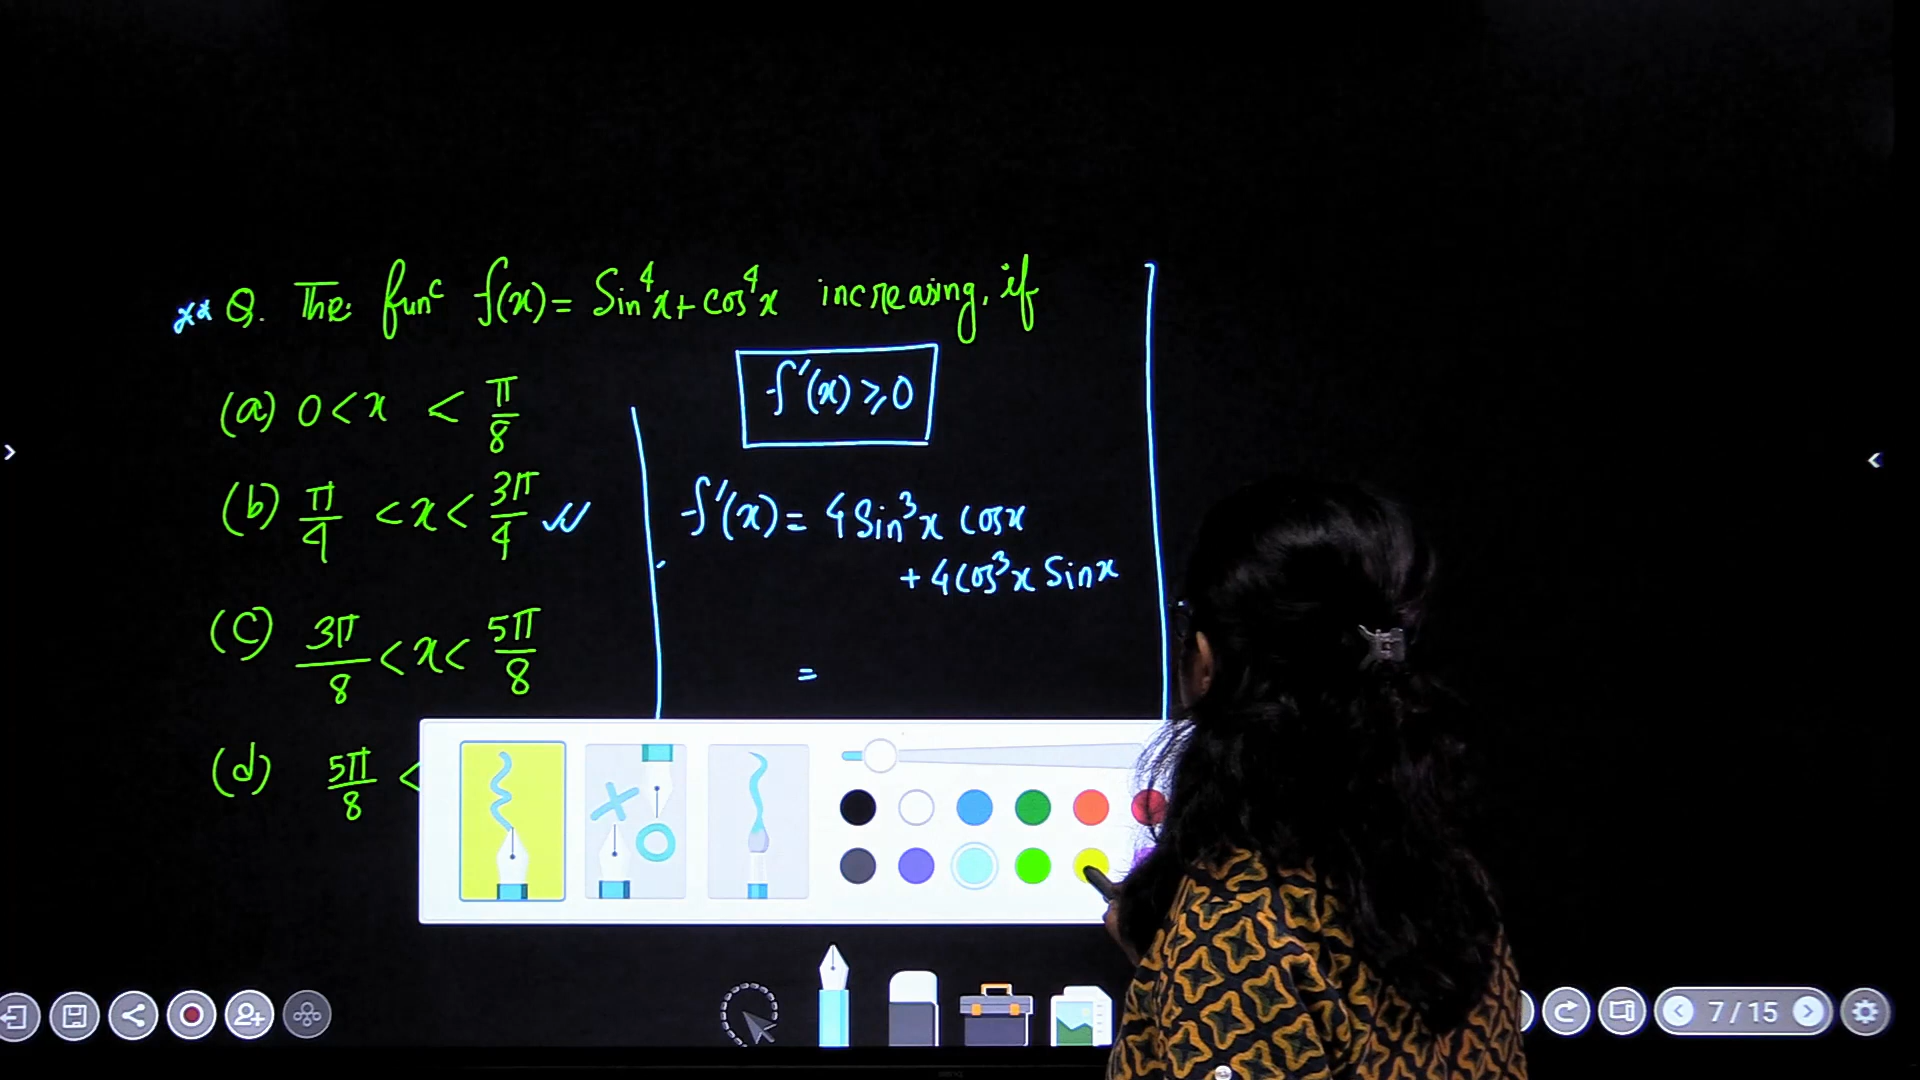 ** Q. The func f(x) = Sin⁴x + cos⁴x increasing, if
(a) 0 < x < π/8
(b) π/4 < x < 3π/4
(c) 3π/8 < x < 5π/8
(d) 5π/8 <
f'(x) ≥ 0
f'(x) = 4 Sin³x cosx
+ 4 cos³x Sinx
=
7/15